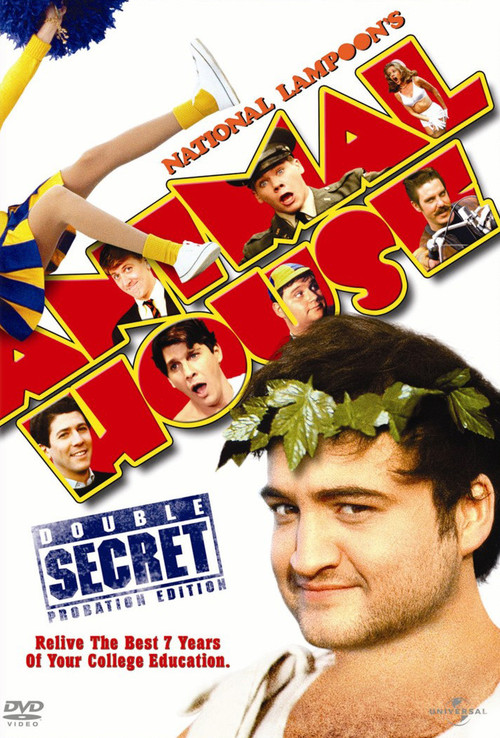 NATIONAL LAMPOON'S
ANIMAL
HOUSE
DOUBLE
SECRET
PROBATION EDITION
Relive The Best 7 Years
Of Your College Education.
DVD
VIDEO
UNIVERSAL